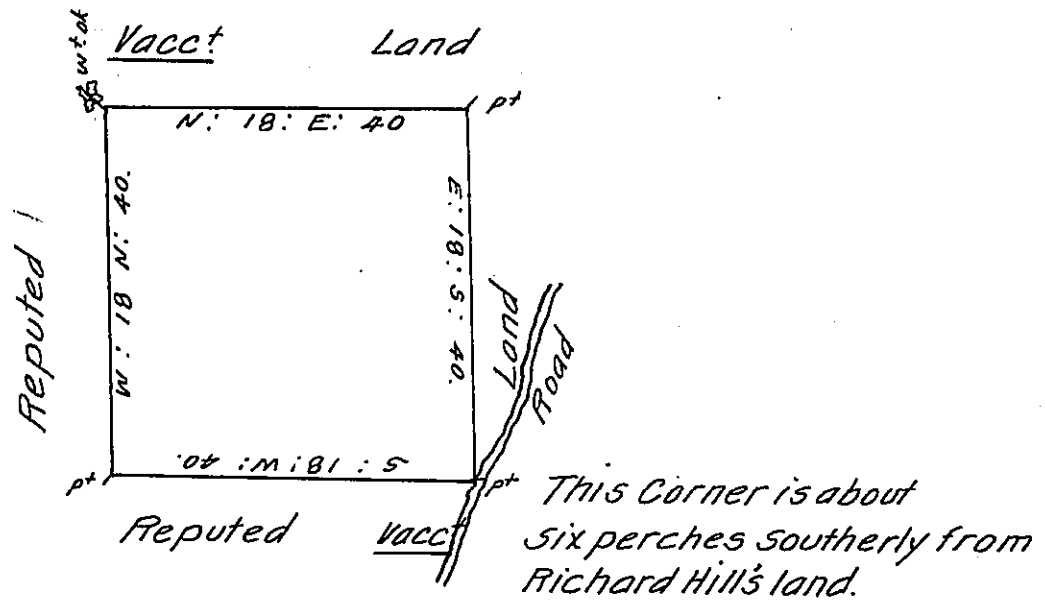 wt. ok
Vacct. Land
pt
N: 18: E: 40
Reputed
W: 18 N: 40.
E: 18: S: 40.
Land
Road
S: 18: W: 40.
pt
pt
This Corner is about
Reputed Vacct
six perches Southerly from
Richard Hill's land.